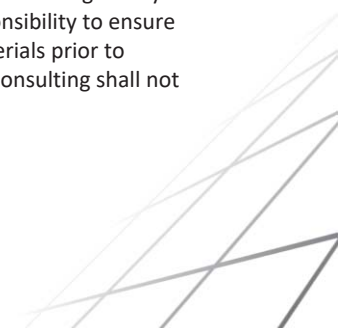 nsibility to ensure
erials prior to
onsulting shall not